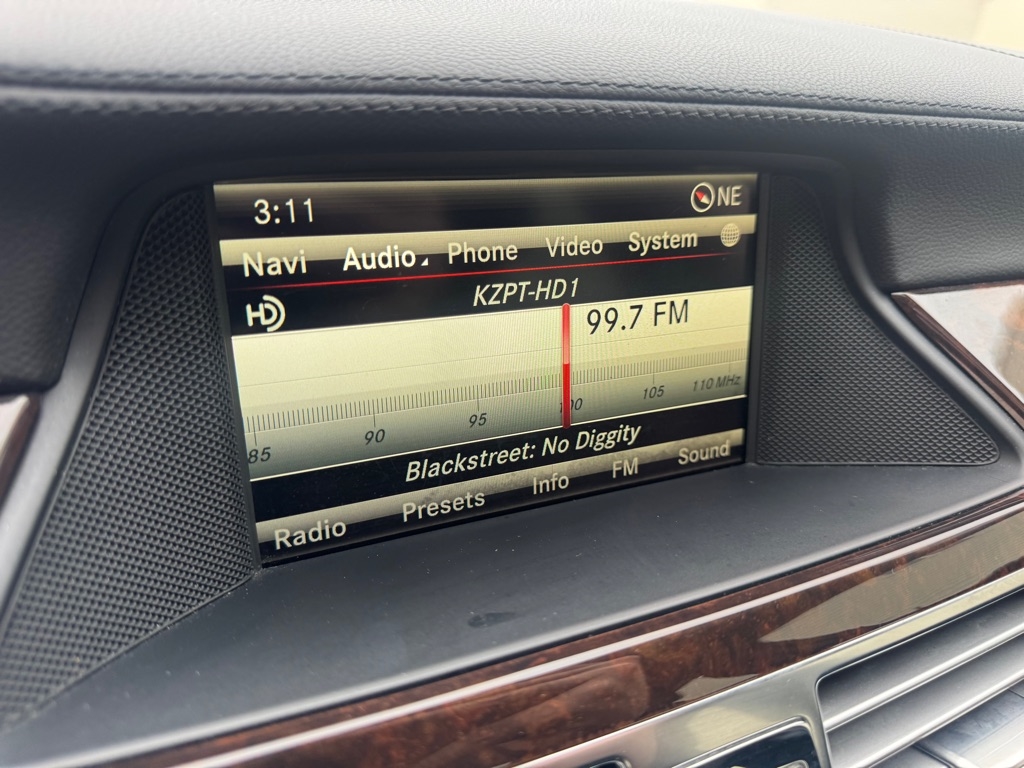 3:11 NE
Navi Audio Phone Video System
HD KZPT-HD1
99.7 FM
85 90 95 100 105 110 MHz
Blackstreet: No Diggity
Radio Presets Info FM Sound